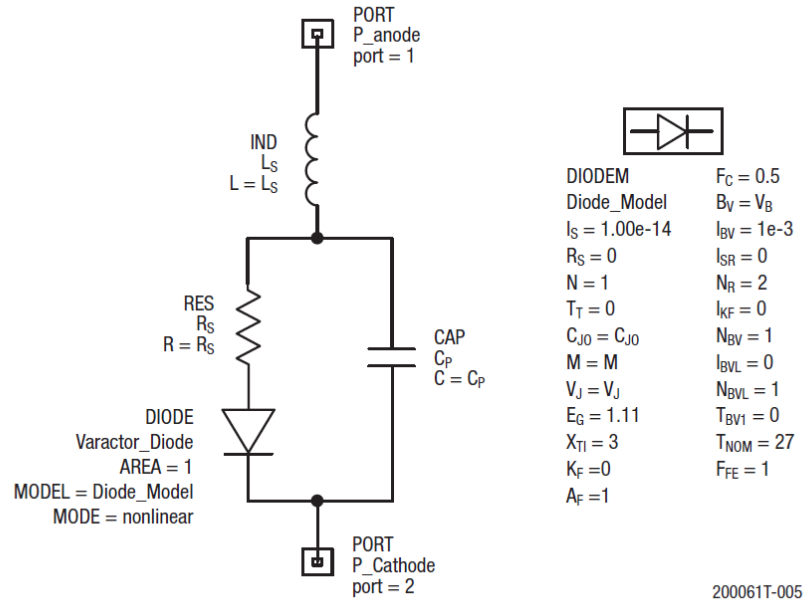 PORT
P_anode
port = 1
IND
LS
L = LS
RES
RS
R = RS
CAP
CP
C = CP
DIODE
Varactor_Diode
AREA = 1
MODEL = Diode_Model
MODE = nonlinear
PORT
P_Cathode
port = 2
DIODEM
Diode_Model
IS = 1.00e-14
RS = 0
N = 1
TT = 0
CJO = CJO
M = M
VJ = VJ
EG = 1.11
XTI = 3
KF =0
AF =1
FC = 0.5
BV = VB
IBV = 1e-3
ISR = 0
NR = 2
IKF = 0
NBV = 1
IBVL = 0
NBVL = 1
TBV1 = 0
TNOM = 27
FFE = 1
200061T-005